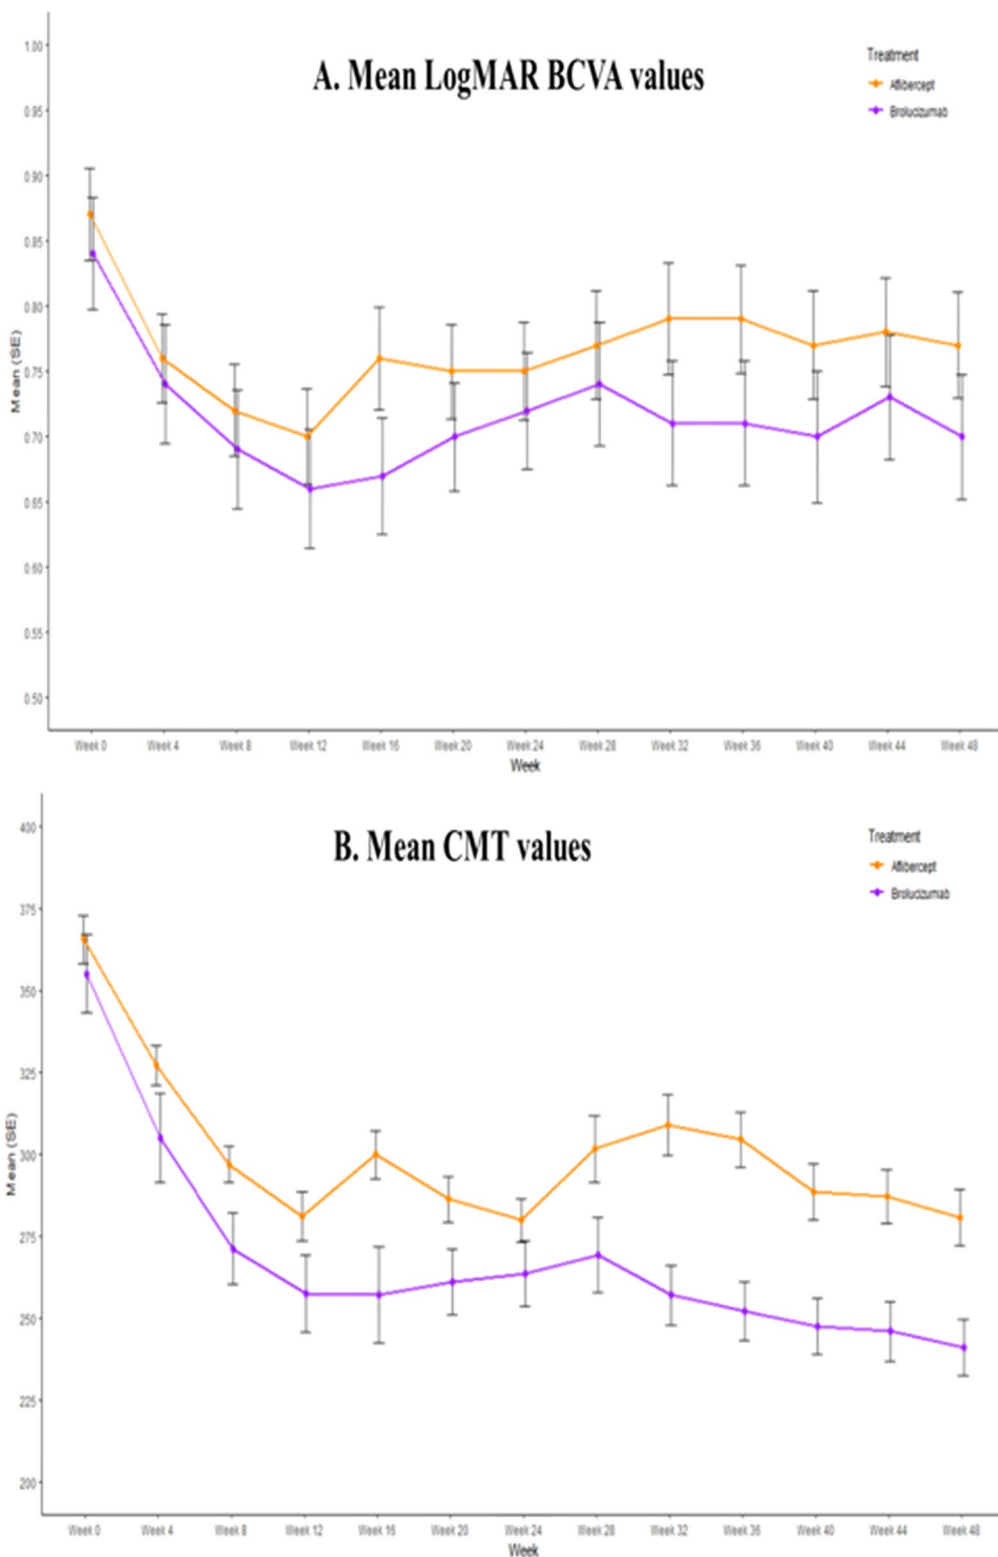 A. Mean LogMAR BCVA values
Treatment
Aflibercept
Brolucizumab
Mean (SE)
1.00
0.95
0.90
0.85
0.80
0.75
0.70
0.65
0.60
0.55
0.50
Week 0 Week 4 Week 8 Week 12 Week 16 Week 20 Week 24 Week 28 Week 32 Week 36 Week 40 Week 44 Week 48
Week
B. Mean CMT values
Treatment
Aflibercept
Brolucizumab
Mean (SE)
400
375
350
325
300
275
250
225
200
Week 0 Week 4 Week 8 Week 12 Week 16 Week 20 Week 24 Week 28 Week 32 Week 36 Week 40 Week 44 Week 48
Week